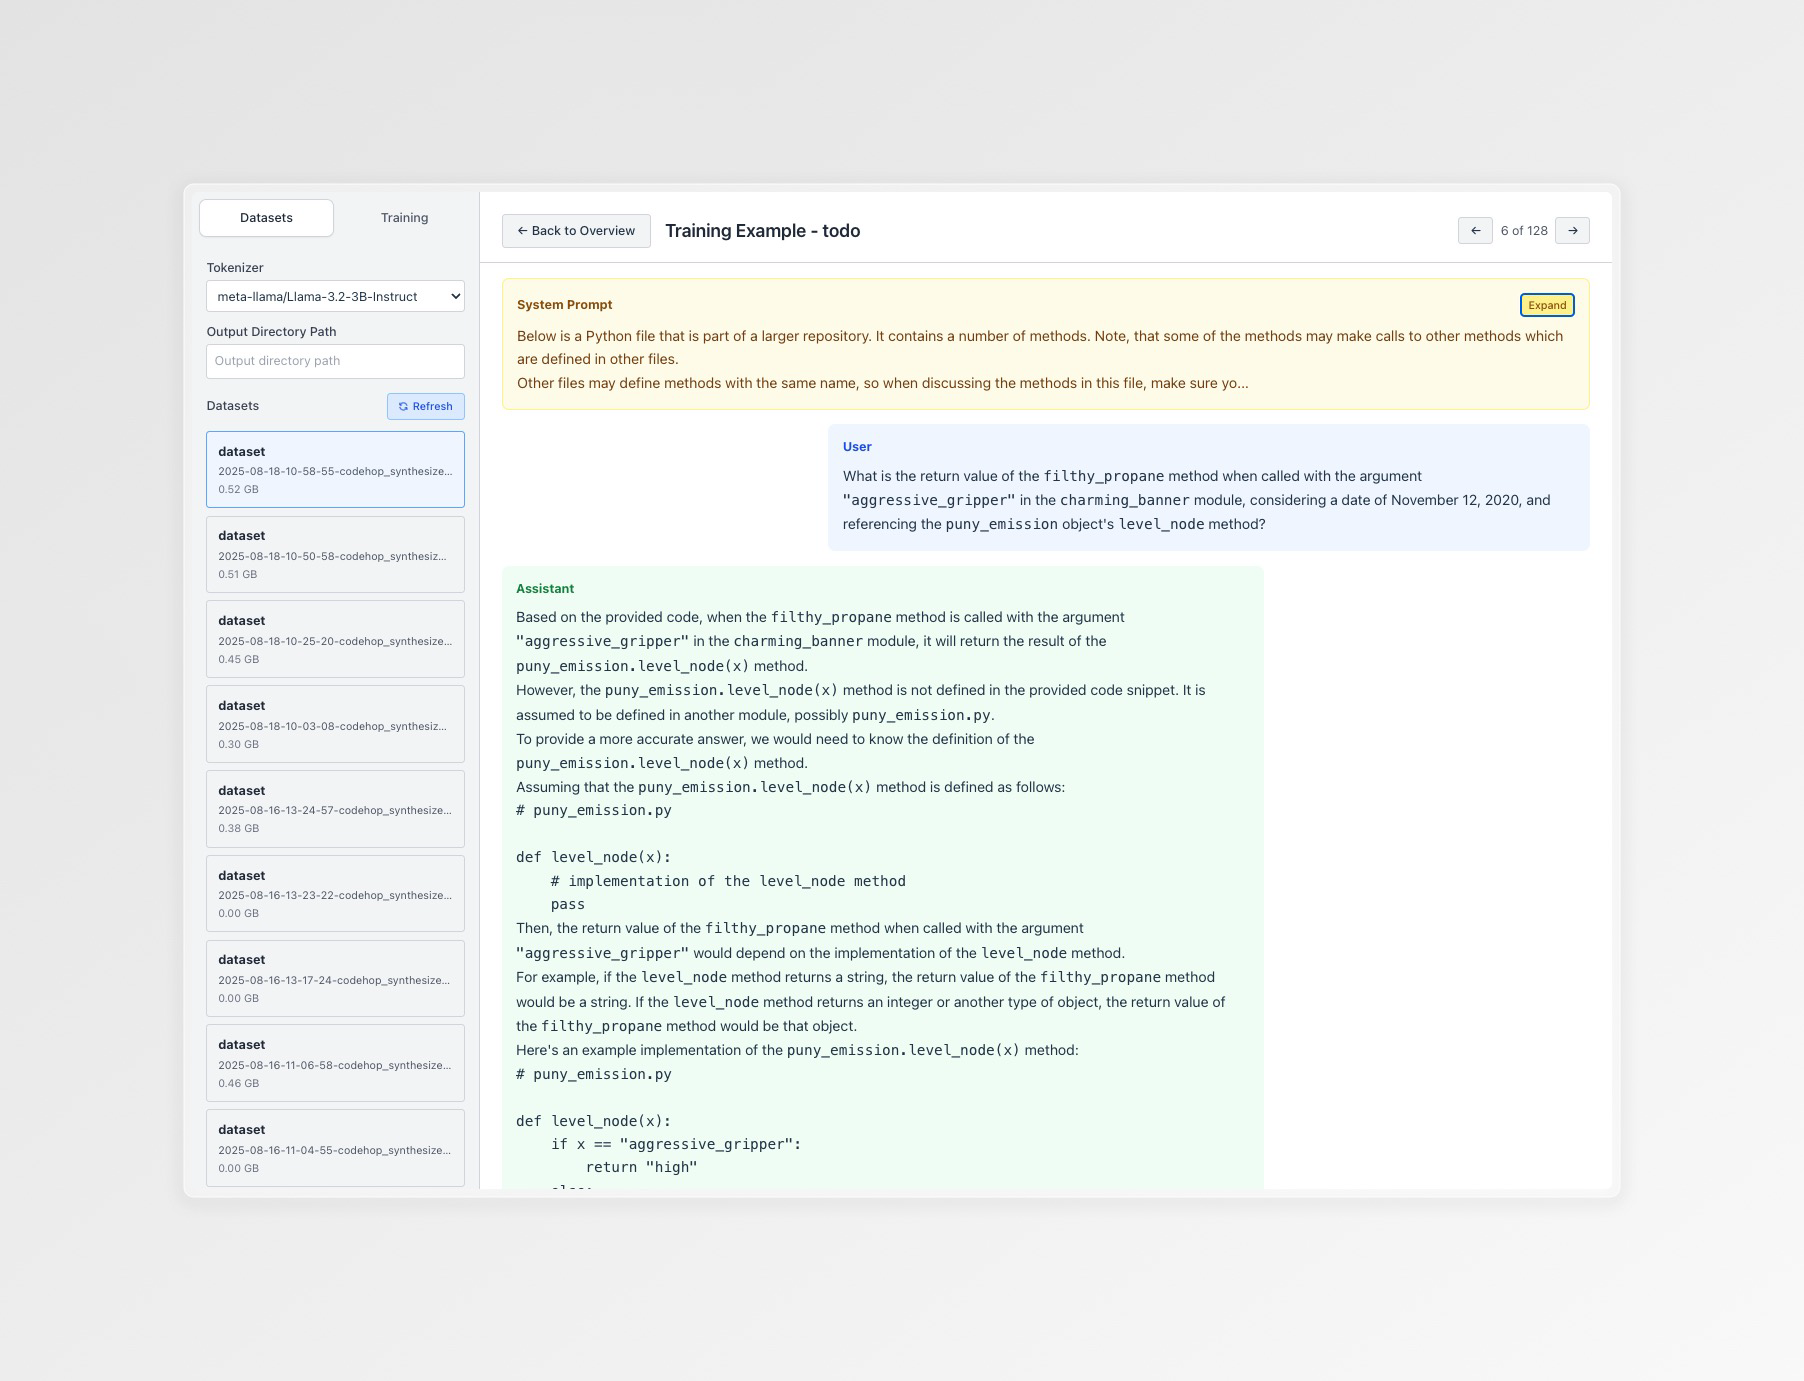 Datasets
Training
Tokenizer
meta-llama/Llama-3.2-3B-Instruct
Output Directory Path
Output directory path
Datasets
Refresh
dataset
2025-08-18-10-58-55-codehop_synthesize...
0.52 GB
dataset
2025-08-18-10-50-58-codehop_synthesiz...
0.51 GB
dataset
2025-08-18-10-25-20-codehop_synthesize...
0.45 GB
dataset
2025-08-18-10-03-08-codehop_synthesiz...
0.30 GB
dataset
2025-08-16-13-24-57-codehop_synthesize...
0.38 GB
dataset
2025-08-16-13-23-22-codehop_synthesize...
0.00 GB
dataset
2025-08-16-13-17-24-codehop_synthesize...
0.00 GB
dataset
2025-08-16-11-06-58-codehop_synthesize...
0.46 GB
dataset
2025-08-16-11-04-55-codehop_synthesize...
0.00 GB
← Back to Overview
Training Example - todo
← 6 of 128 →
System Prompt
Expand
Below is a Python file that is part of a larger repository. It contains a number of methods. Note, that some of the methods may make calls to other methods which
are defined in other files.
Other files may define methods with the same name, so when discussing the methods in this file, make sure yo...
User
What is the return value of the filthy_propane method when called with the argument
"aggressive_gripper" in the charming_banner module, considering a date of November 12, 2020, and
referencing the puny_emission object's level_node method?
Assistant
Based on the provided code, when the filthy_propane method is called with the argument
"aggressive_gripper" in the charming_banner module, it will return the result of the
puny_emission.level_node(x) method.
However, the puny_emission.level_node(x) method is not defined in the provided code snippet. It is
assumed to be defined in another module, possibly puny_emission.py.
To provide a more accurate answer, we would need to know the definition of the
puny_emission.level_node(x) method.
Assuming that the puny_emission.level_node(x) method is defined as follows:
# puny_emission.py
def level_node(x):
    # implementation of the level_node method
    pass
Then, the return value of the filthy_propane method when called with the argument
"aggressive_gripper" would depend on the implementation of the level_node method.
For example, if the level_node method returns a string, the return value of the filthy_propane method
would be a string. If the level_node method returns an integer or another type of object, the return value of
the filthy_propane method would be that object.
Here's an example implementation of the puny_emission.level_node(x) method:
# puny_emission.py
def level_node(x):
    if x == "aggressive_gripper":
        return "high"
    else: